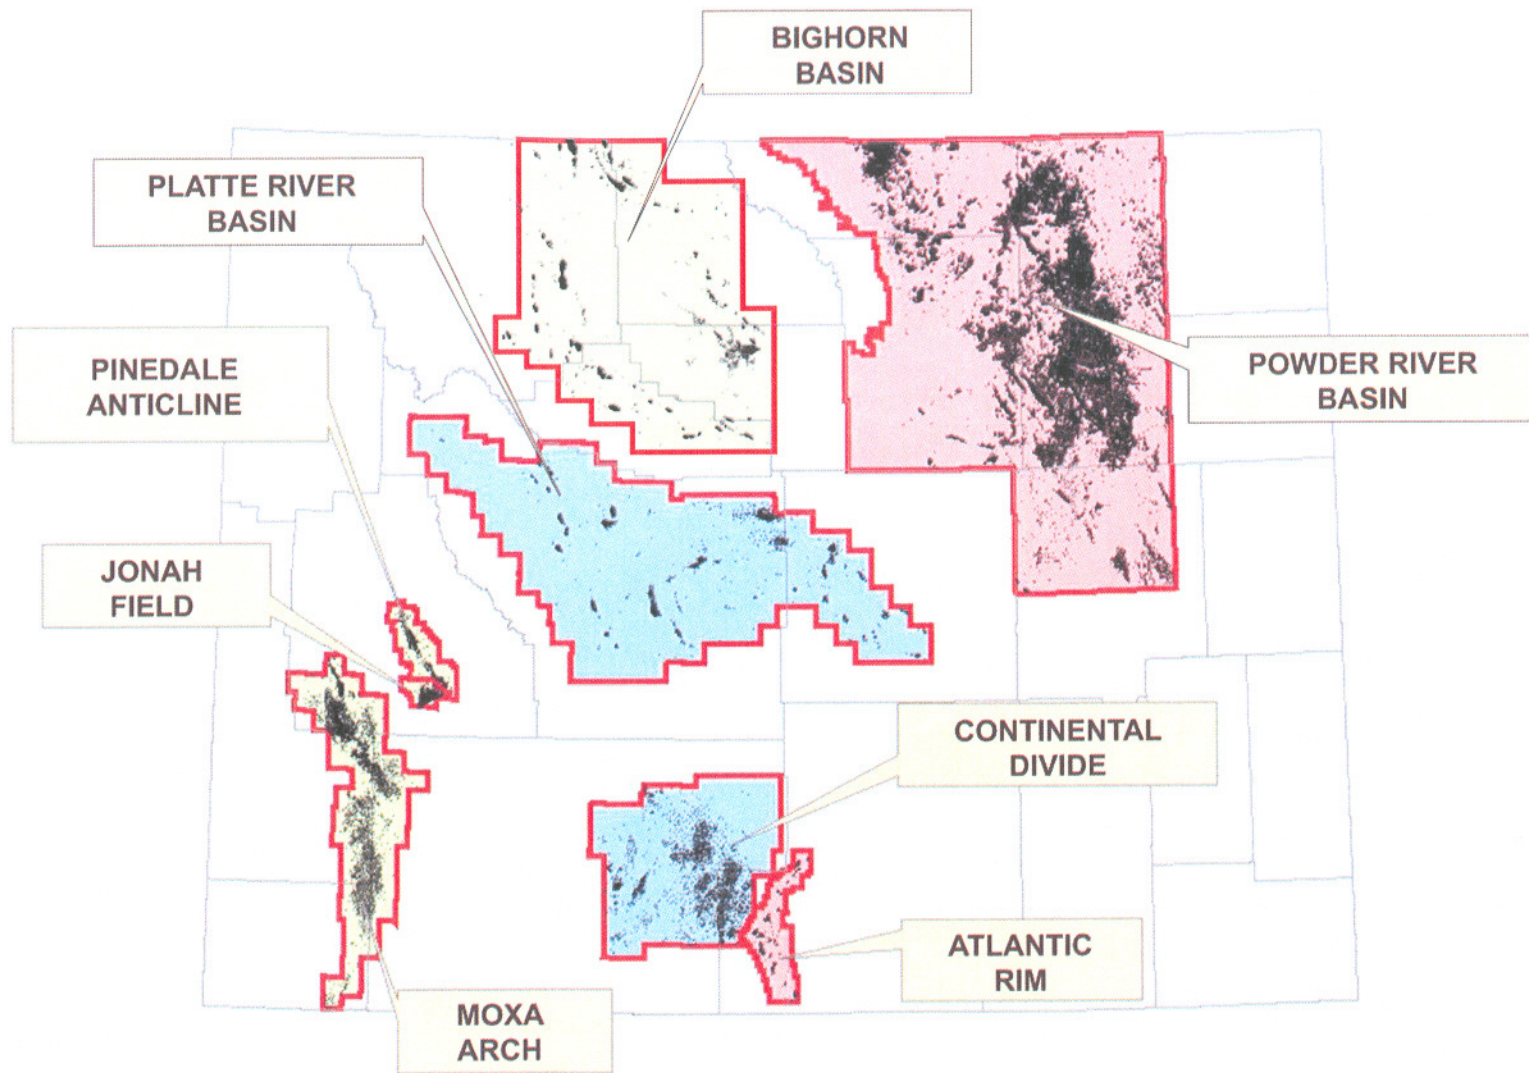 BIGHORN
BASIN
PLATTE RIVER
BASIN
PINEDALE
ANTICLINE
POWDER RIVER
BASIN
JONAH
FIELD
CONTINENTAL
DIVIDE
ATLANTIC
RIM
MOXA
ARCH